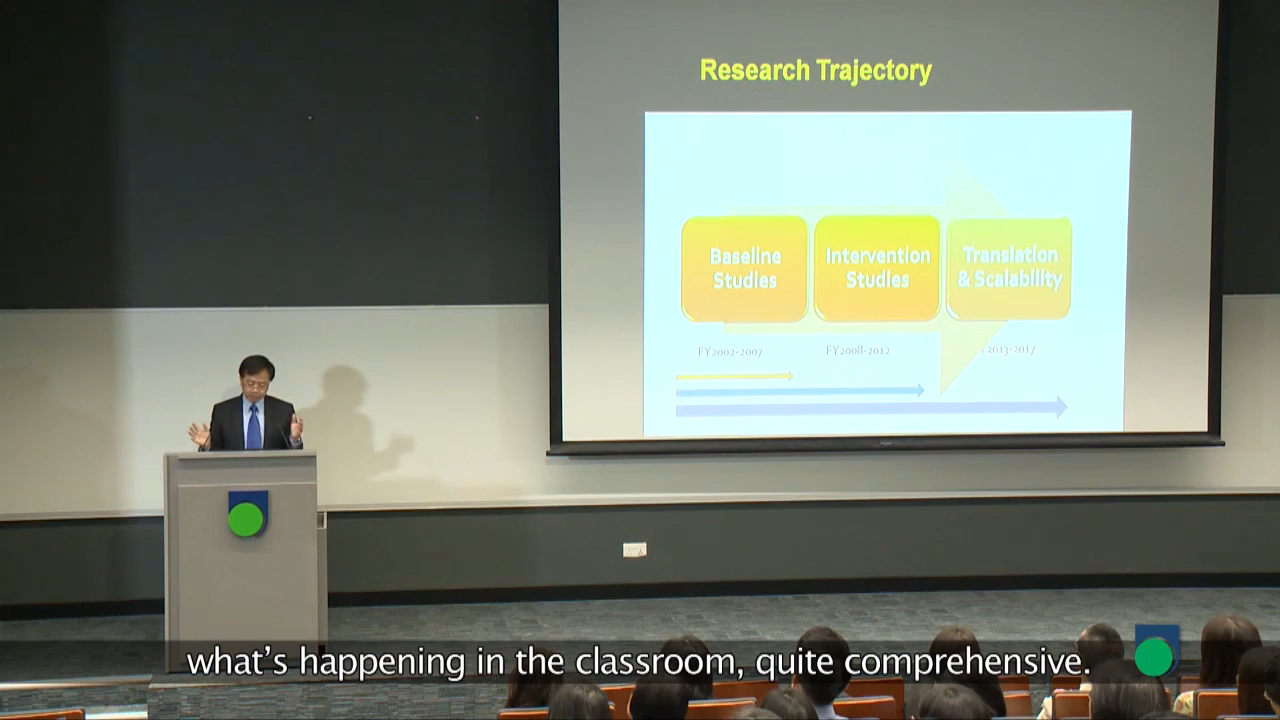 Research Trajectory
Baseline
Studies
Intervention
Studies
Translation
& Scalability
FY2002-2007
FY2008-2012
2013-2017
what's happening in the classroom, quite comprehensive.